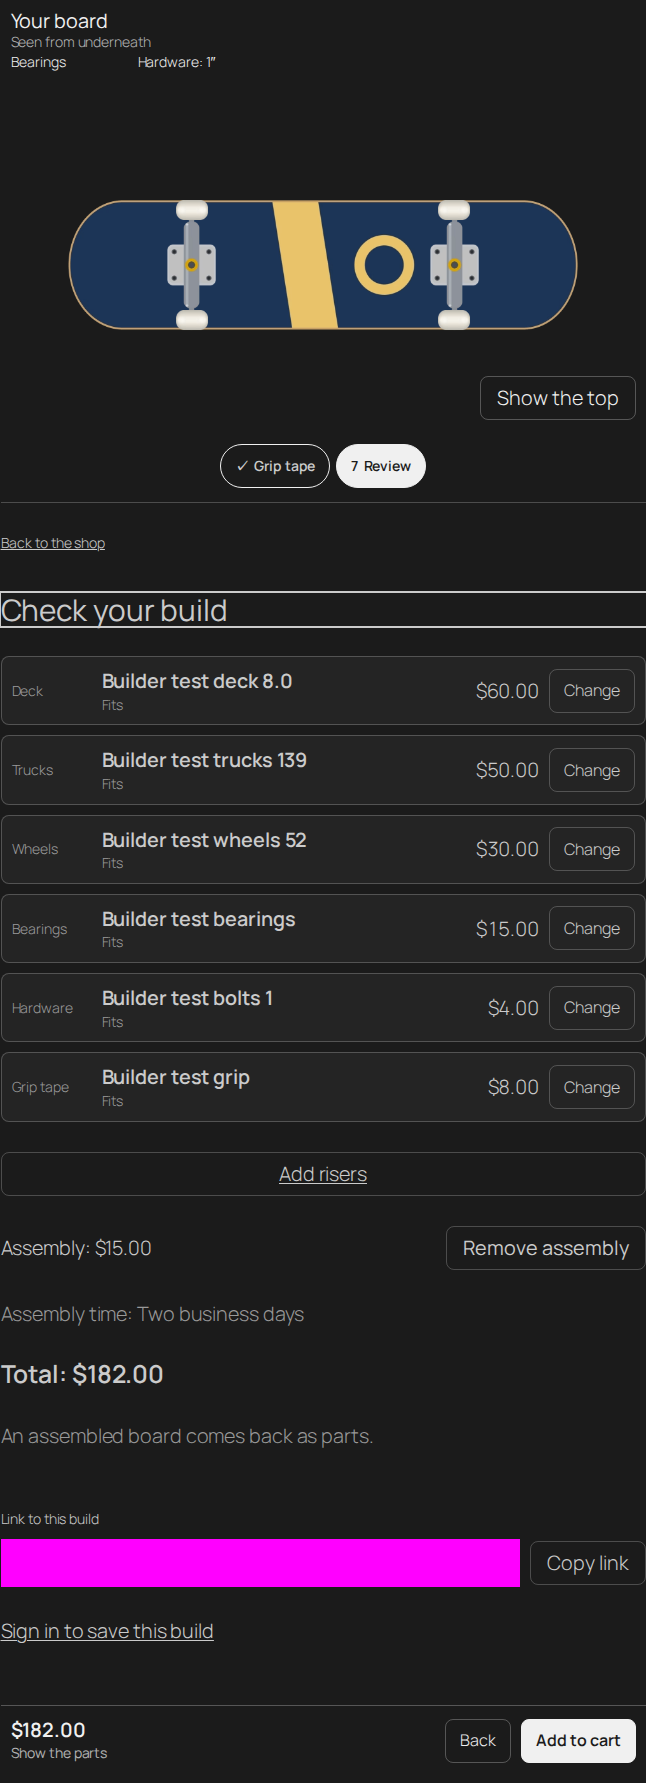 Your board
Seen from underneath
Bearings Hardware: 1″
Show the top
✓ Grip tape 7 Review
Back to the shop
Check your build
Deck Builder test deck 8.0 $60.00 Change
Fits
Trucks Builder test trucks 139 $50.00 Change
Fits
Wheels Builder test wheels 52 $30.00 Change
Fits
Bearings Builder test bearings $15.00 Change
Fits
Hardware Builder test bolts 1 $4.00 Change
Fits
Grip tape Builder test grip $8.00 Change
Fits
Add risers
Assembly: $15.00 Remove assembly
Assembly time: Two business days
Total: $182.00
An assembled board comes back as parts.
Link to this build
Copy link
Sign in to save this build
$182.00
Show the parts
Back Add to cart